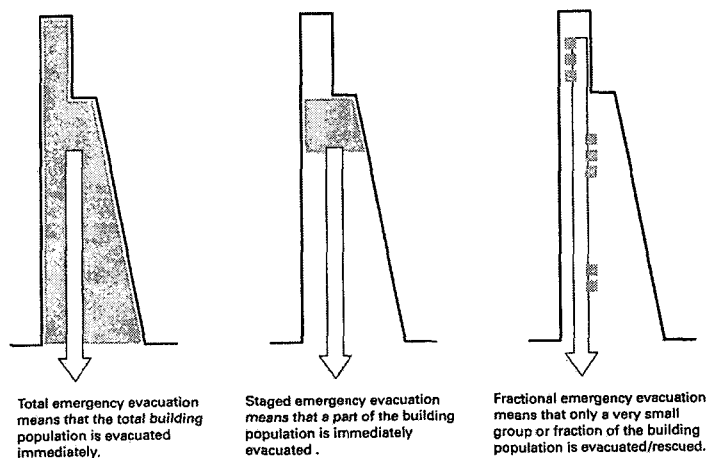 Total emergency evacuation
means that the total building
population is evacuated
immediately.
Staged emergency evacuation
means that a part of the building
population is immediately
evacuated .
Fractional emergency evacuation
means that only a very small
group or fraction of the building
population is evacuated/rescued.